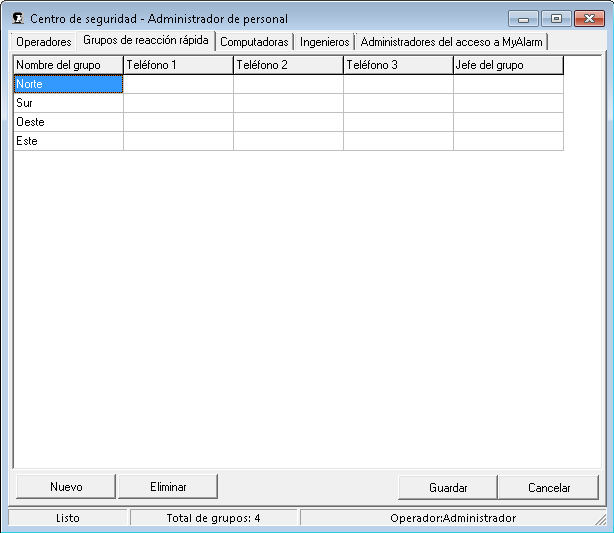 Centro de seguridad - Administrador de personal
Operadores Grupos de reacción rápida Computadoras Ingenieros Administradores del acceso a MyAlarm
Nombre del grupo Teléfono 1 Teléfono 2 Teléfono 3 Jefe del grupo
Norte
Sur
Oeste
Este
Nuevo Eliminar Guardar Cancelar
Listo Total de grupos: 4 Operador:Administrador